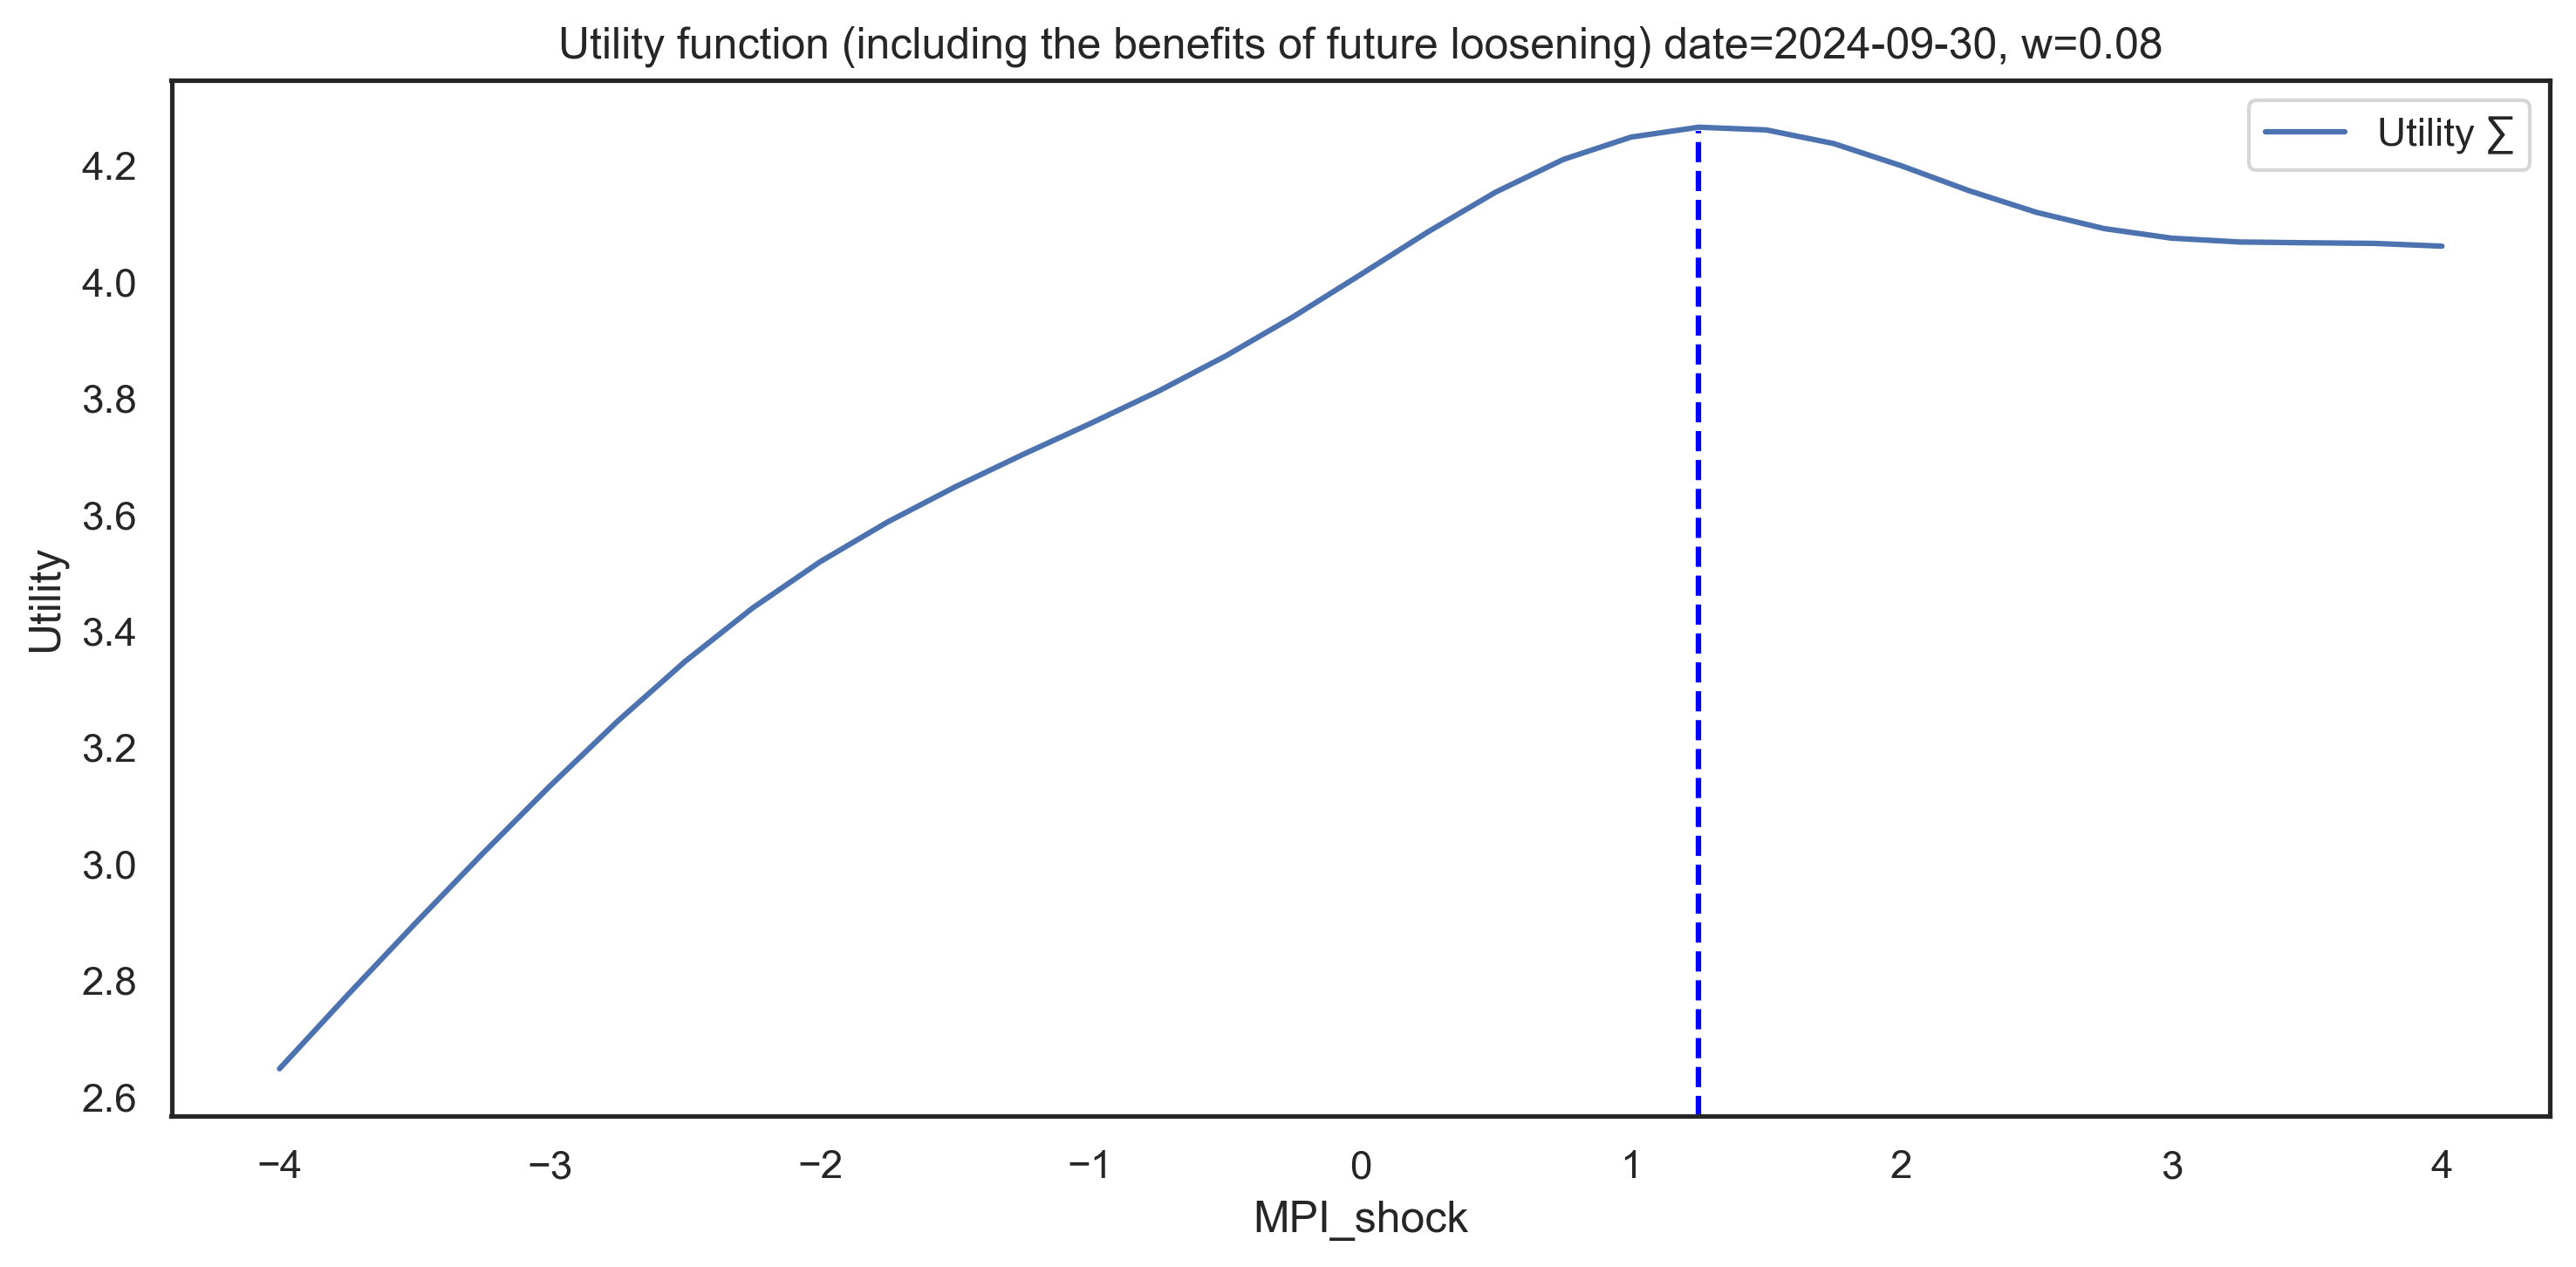 Utility function (including the benefits of future loosening) date=2024-09-30, w=0.08
Utility ∑
4.2
4.0
3.8
3.6
3.4
3.2
3.0
2.8
2.6
Utility
−4 −3 −2 −1 0 1 2 3 4
MPI_shock